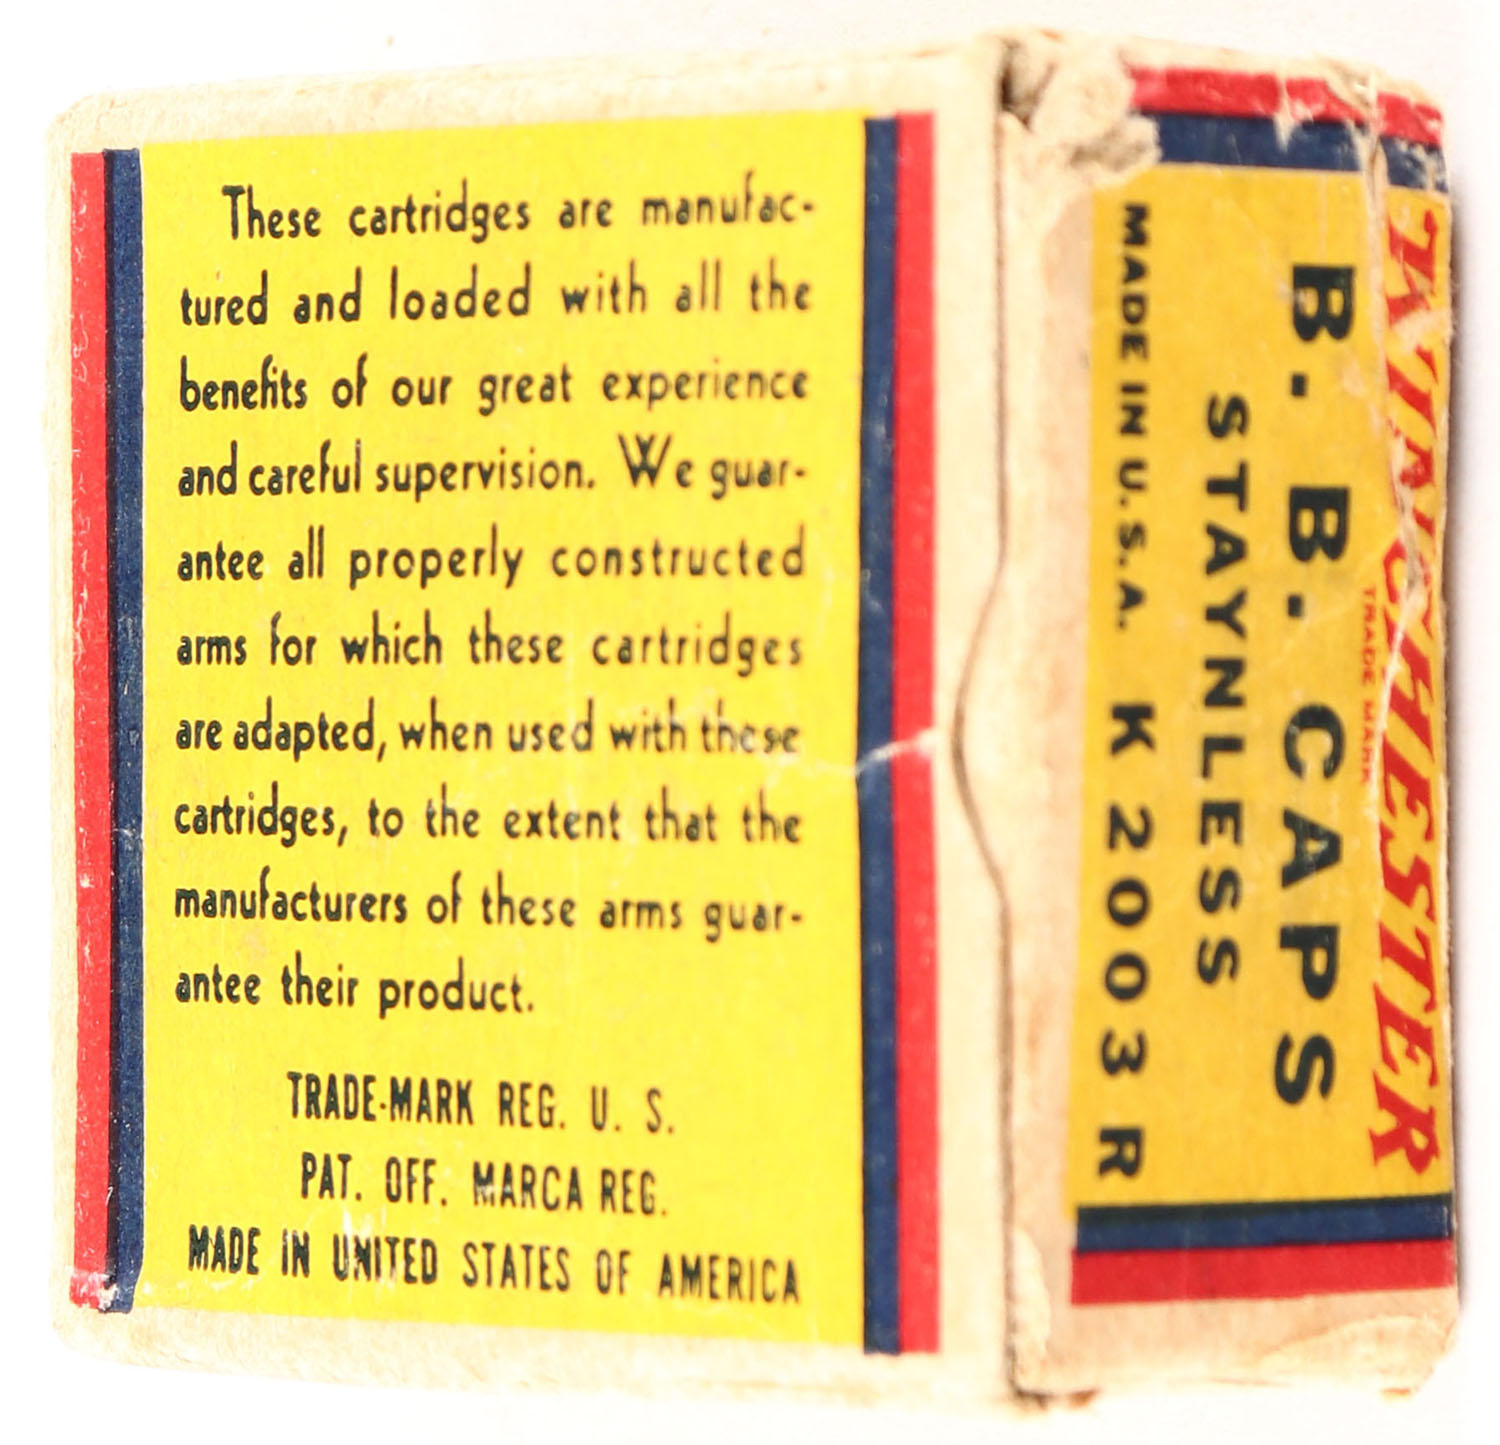 These cartridges are manufac-
tured and loaded with all the
benefits of our great experience
and careful supervision. We guar-
antee all properly constructed
arms for which these cartridges
are adapted, when used with these
cartridges, to the extent that the
manufacturers of these arms guar-
antee their product.
TRADE-MARK REG. U. S.
PAT. OFF. MARCA REG.
MADE IN UNITED STATES OF AMERICA
WINCHESTER
TRADE MARK
B. B. CAPS
STAYNLESS
MADE IN U.S.A. K 2003 R